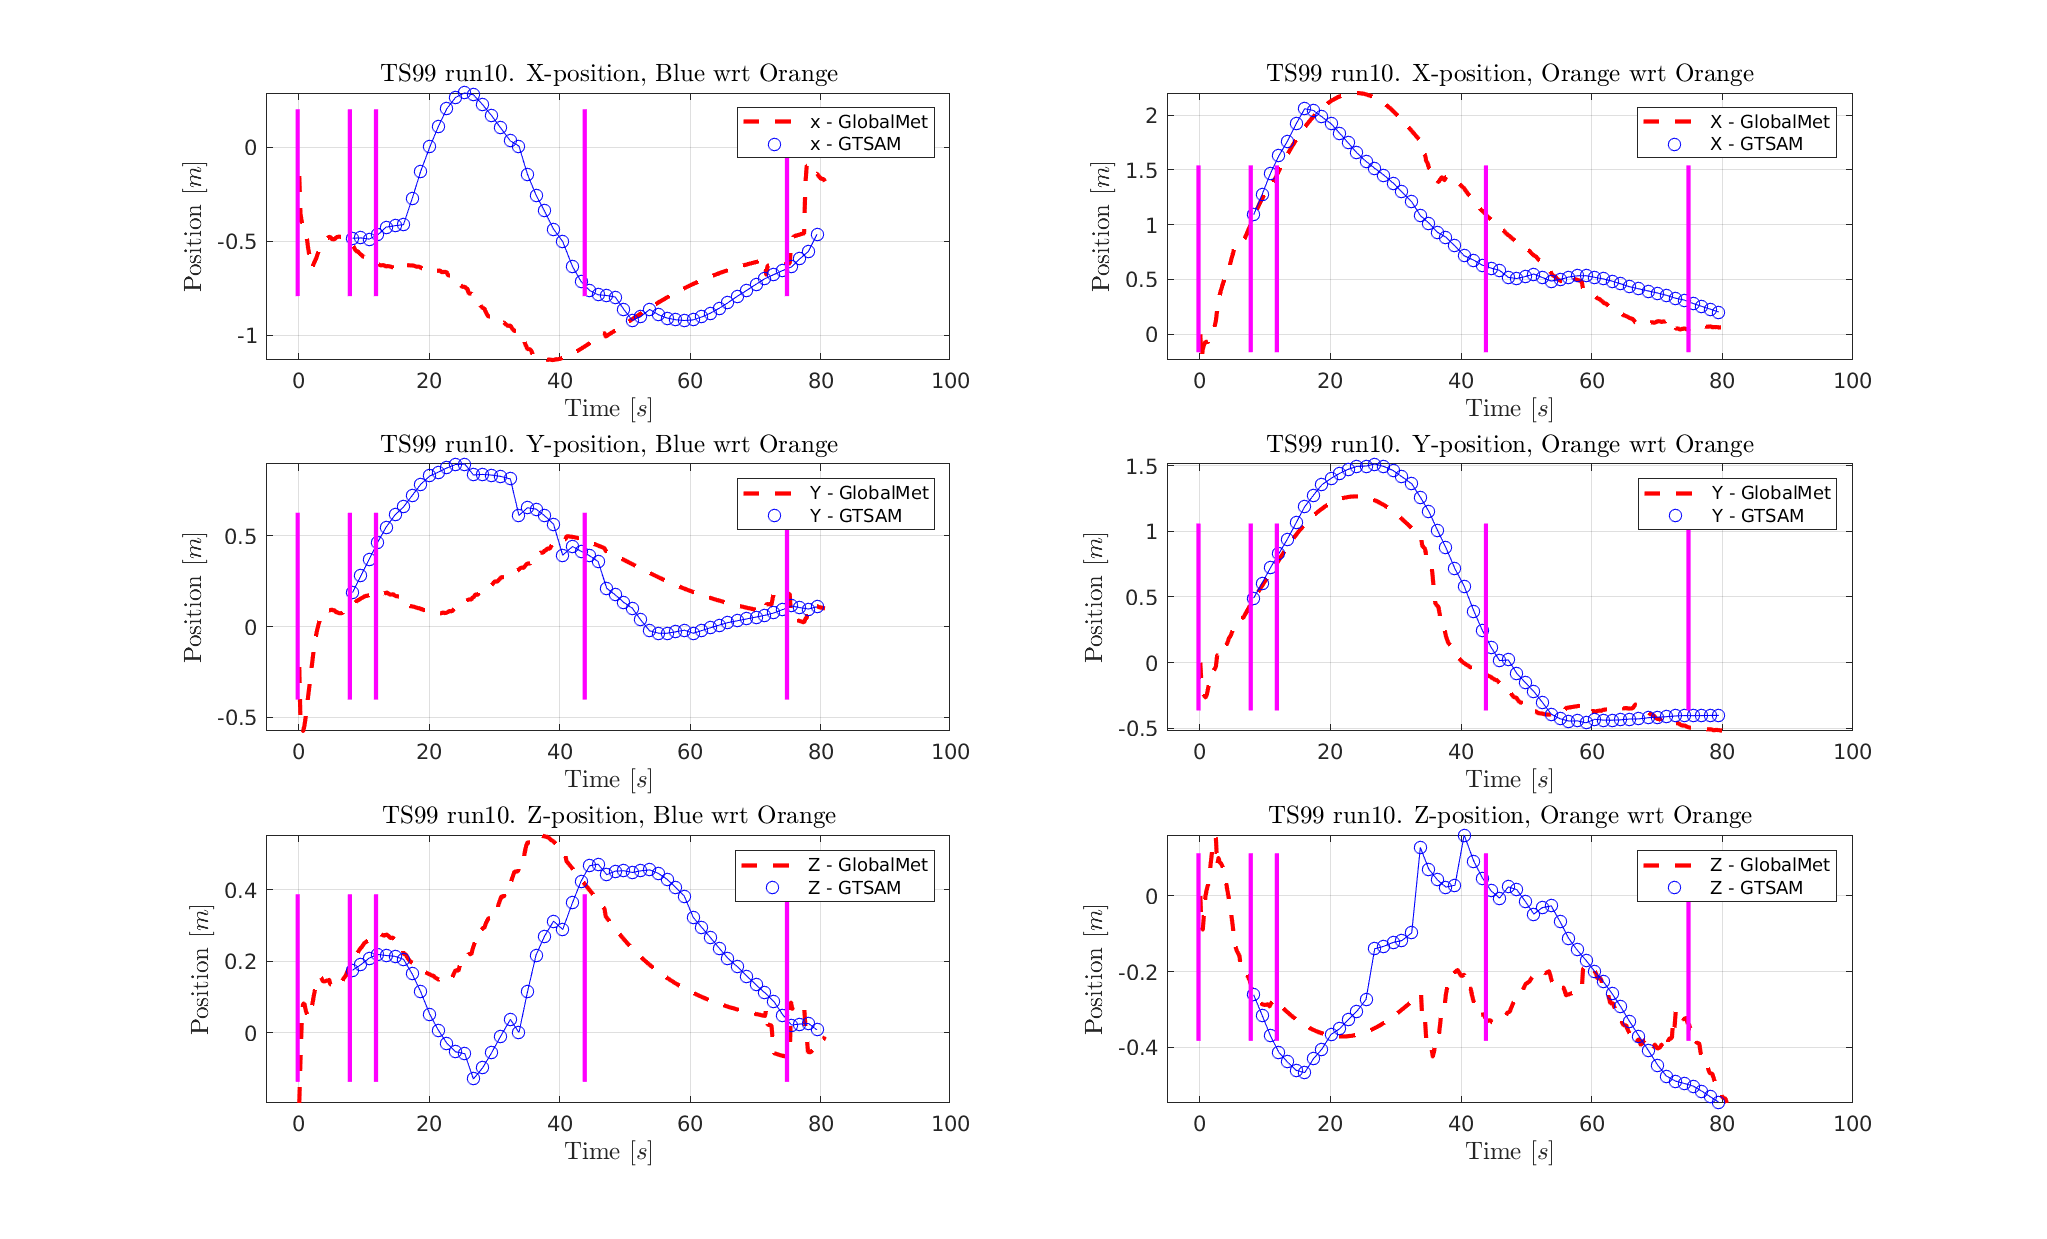 TS99 run10. X-position, Blue wrt Orange
Position [m]
0
-0.5
-1
x - GlobalMet
x - GTSAM
0 20 40 60 80 100
Time [s]
TS99 run10. X-position, Orange wrt Orange
Position [m]
2
1.5
1
0.5
0
X - GlobalMet
X - GTSAM
0 20 40 60 80 100
Time [s]
TS99 run10. Y-position, Blue wrt Orange
Position [m]
0.5
0
-0.5
Y - GlobalMet
Y - GTSAM
0 20 40 60 80 100
Time [s]
TS99 run10. Y-position, Orange wrt Orange
Position [m]
1.5
1
0.5
0
-0.5
Y - GlobalMet
Y - GTSAM
0 20 40 60 80 100
Time [s]
TS99 run10. Z-position, Blue wrt Orange
Position [m]
0.4
0.2
0
Z - GlobalMet
Z - GTSAM
0 20 40 60 80 100
Time [s]
TS99 run10. Z-position, Orange wrt Orange
Position [m]
0
-0.2
-0.4
Z - GlobalMet
Z - GTSAM
0 20 40 60 80 100
Time [s]